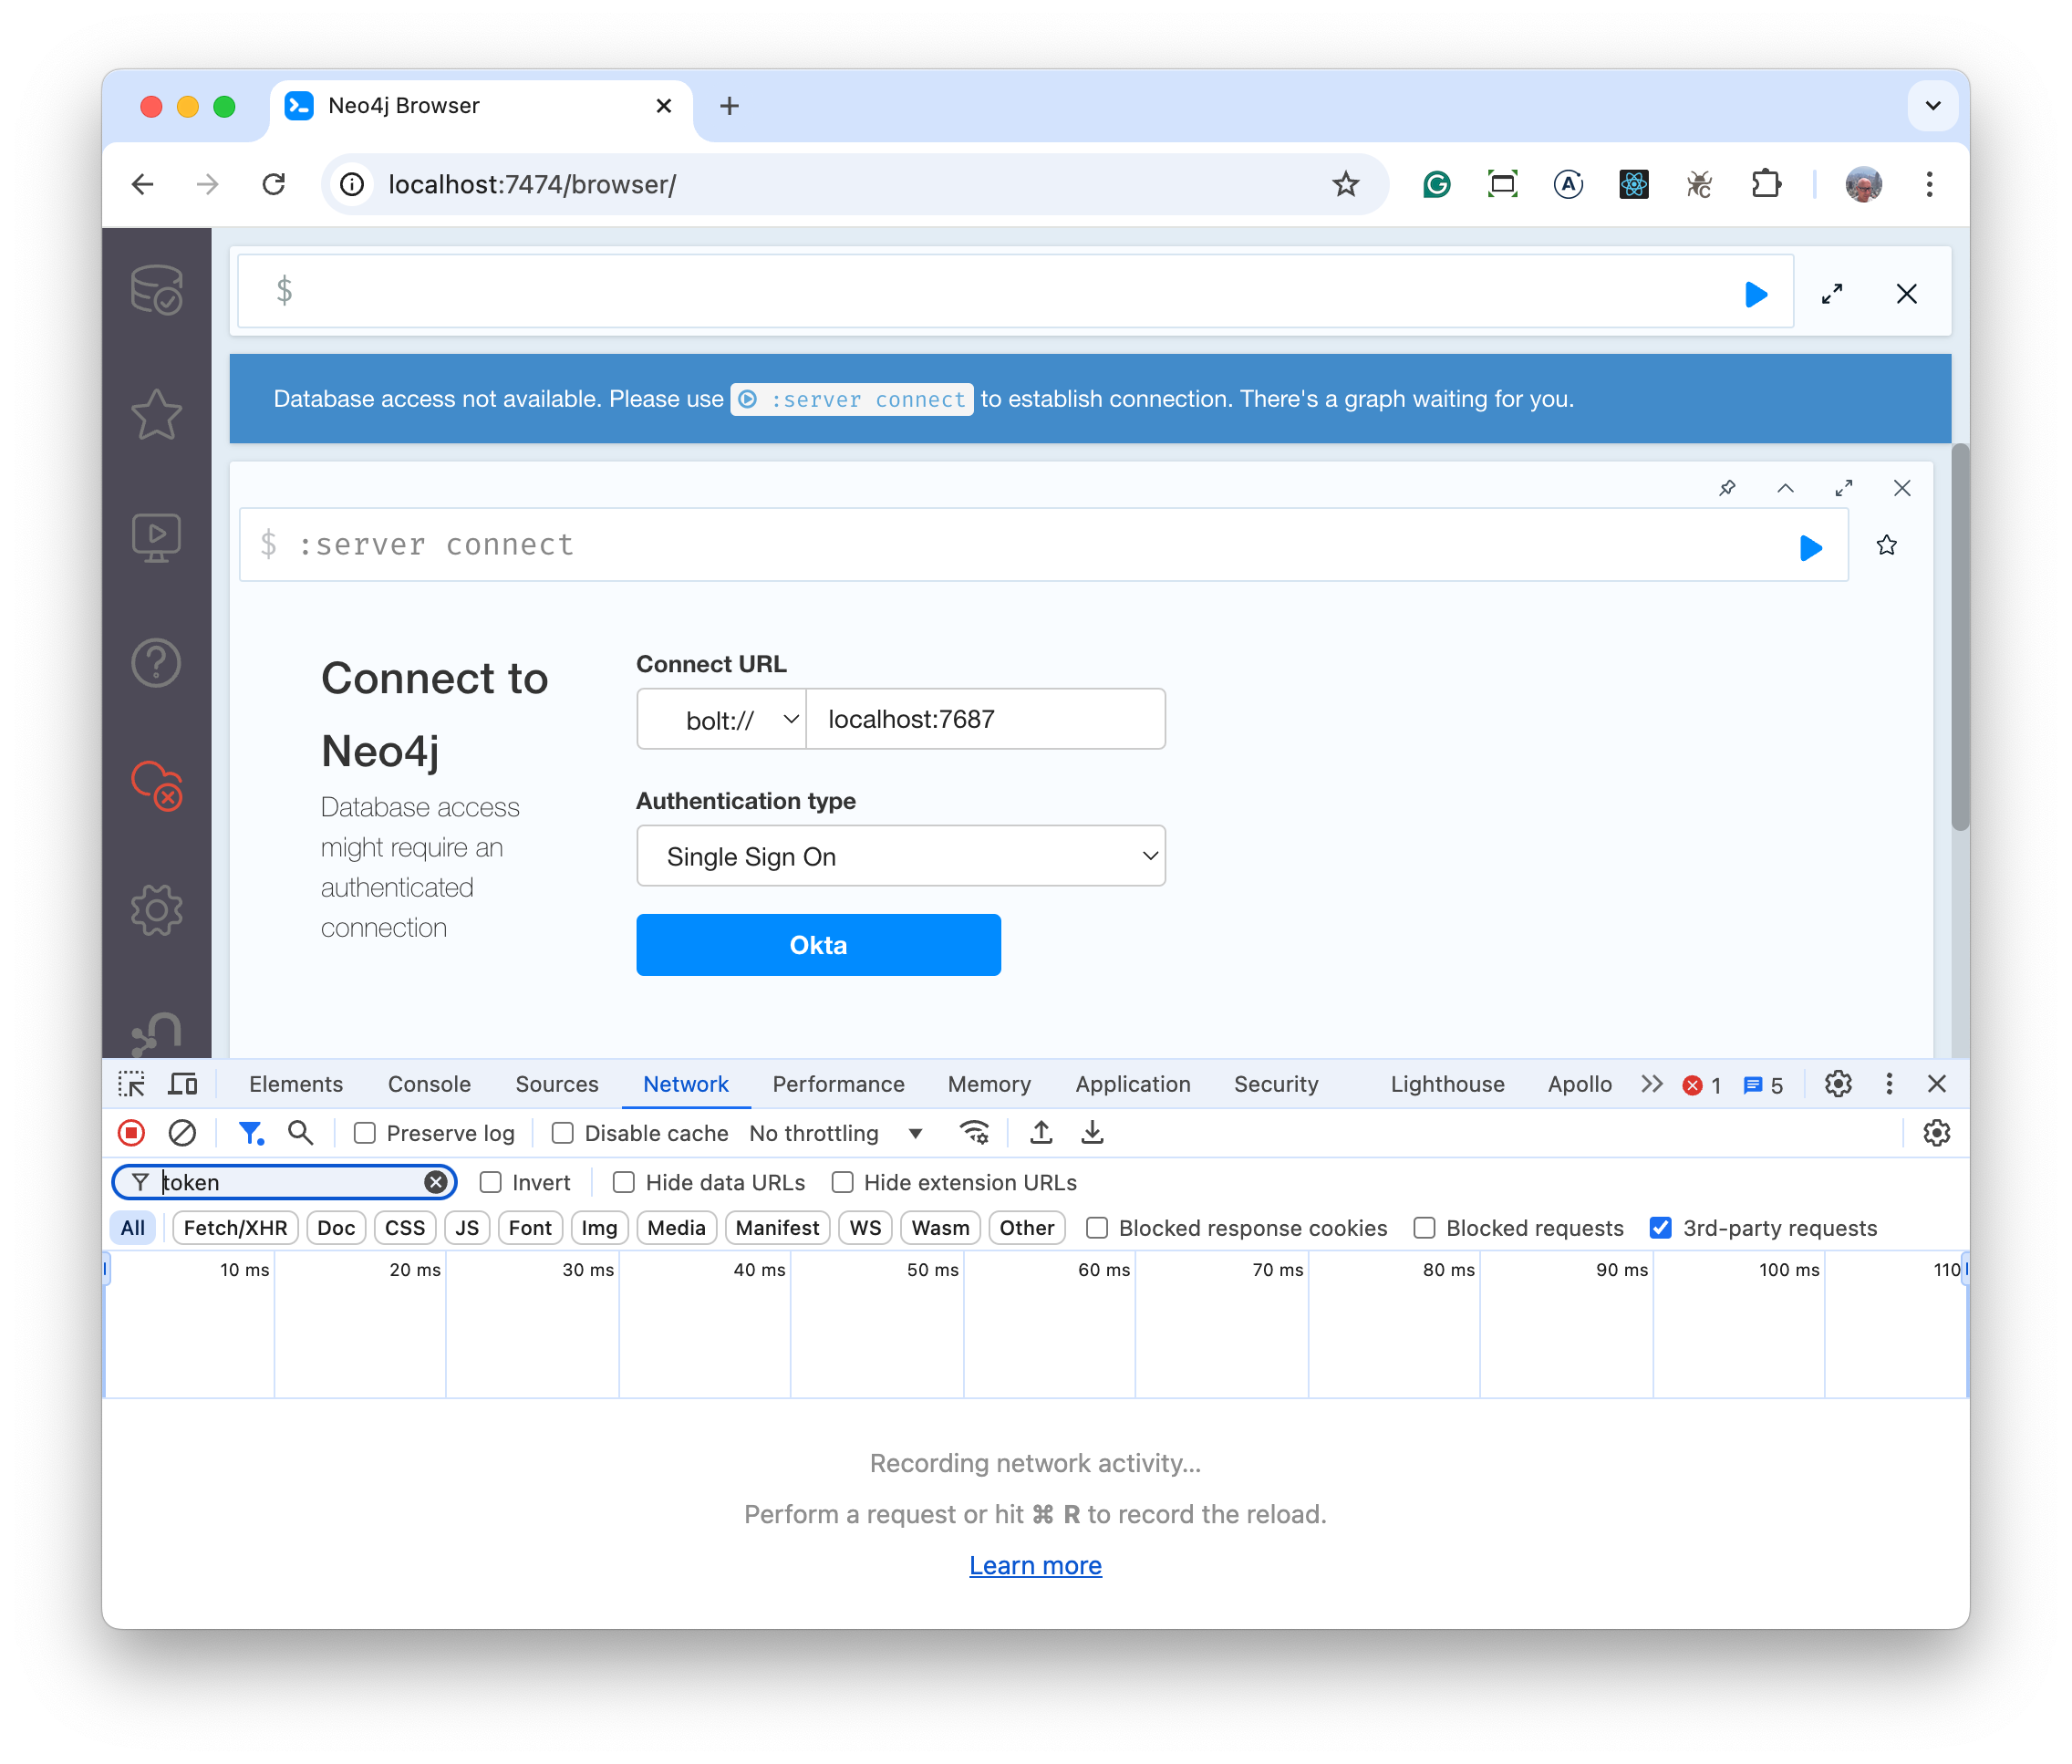 Neo4j Browser
localhost:7474/browser/
$
Database access not available. Please use :server connect to establish connection. There's a graph waiting for you.
$ :server connect
Connect to
Neo4j
Database access
might require an
authenticated
connection
Connect URL
bolt:// localhost:7687
Authentication type
Single Sign On
Okta
Elements Console Sources Network Performance Memory Application Security Lighthouse Apollo 1 5
Preserve log Disable cache No throttling
token Invert Hide data URLs Hide extension URLs
All Fetch/XHR Doc CSS JS Font Img Media Manifest WS Wasm Other Blocked response cookies Blocked requests 3rd-party requests
10 ms 20 ms 30 ms 40 ms 50 ms 60 ms 70 ms 80 ms 90 ms 100 ms 110
Recording network activity...
Perform a request or hit ⌘ R to record the reload.
Learn more